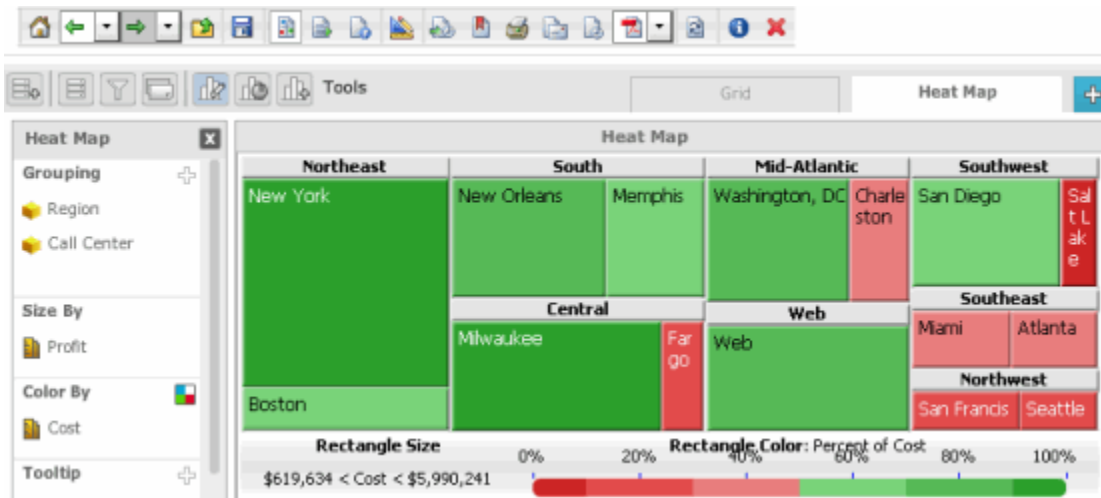 Tools
Grid
Heat Map
Heat Map
Grouping
Region
Call Center
Size By
Profit
Color By
Cost
Tooltip
Heat Map
Northeast
New York
Boston
South
New Orleans
Memphis
Central
Milwaukee
Far
go
Mid-Atlantic
Washington, DC
Charle
ston
Web
Web
Southwest
San Diego
Sal
t L
ak
e
Southeast
Miami
Atlanta
Northwest
San Francis
Seattle
Rectangle Size
$619,634 < Cost < $5,990,241
Rectangle Color: Percent of Cost
0% 20% 40% 60% 80% 100%